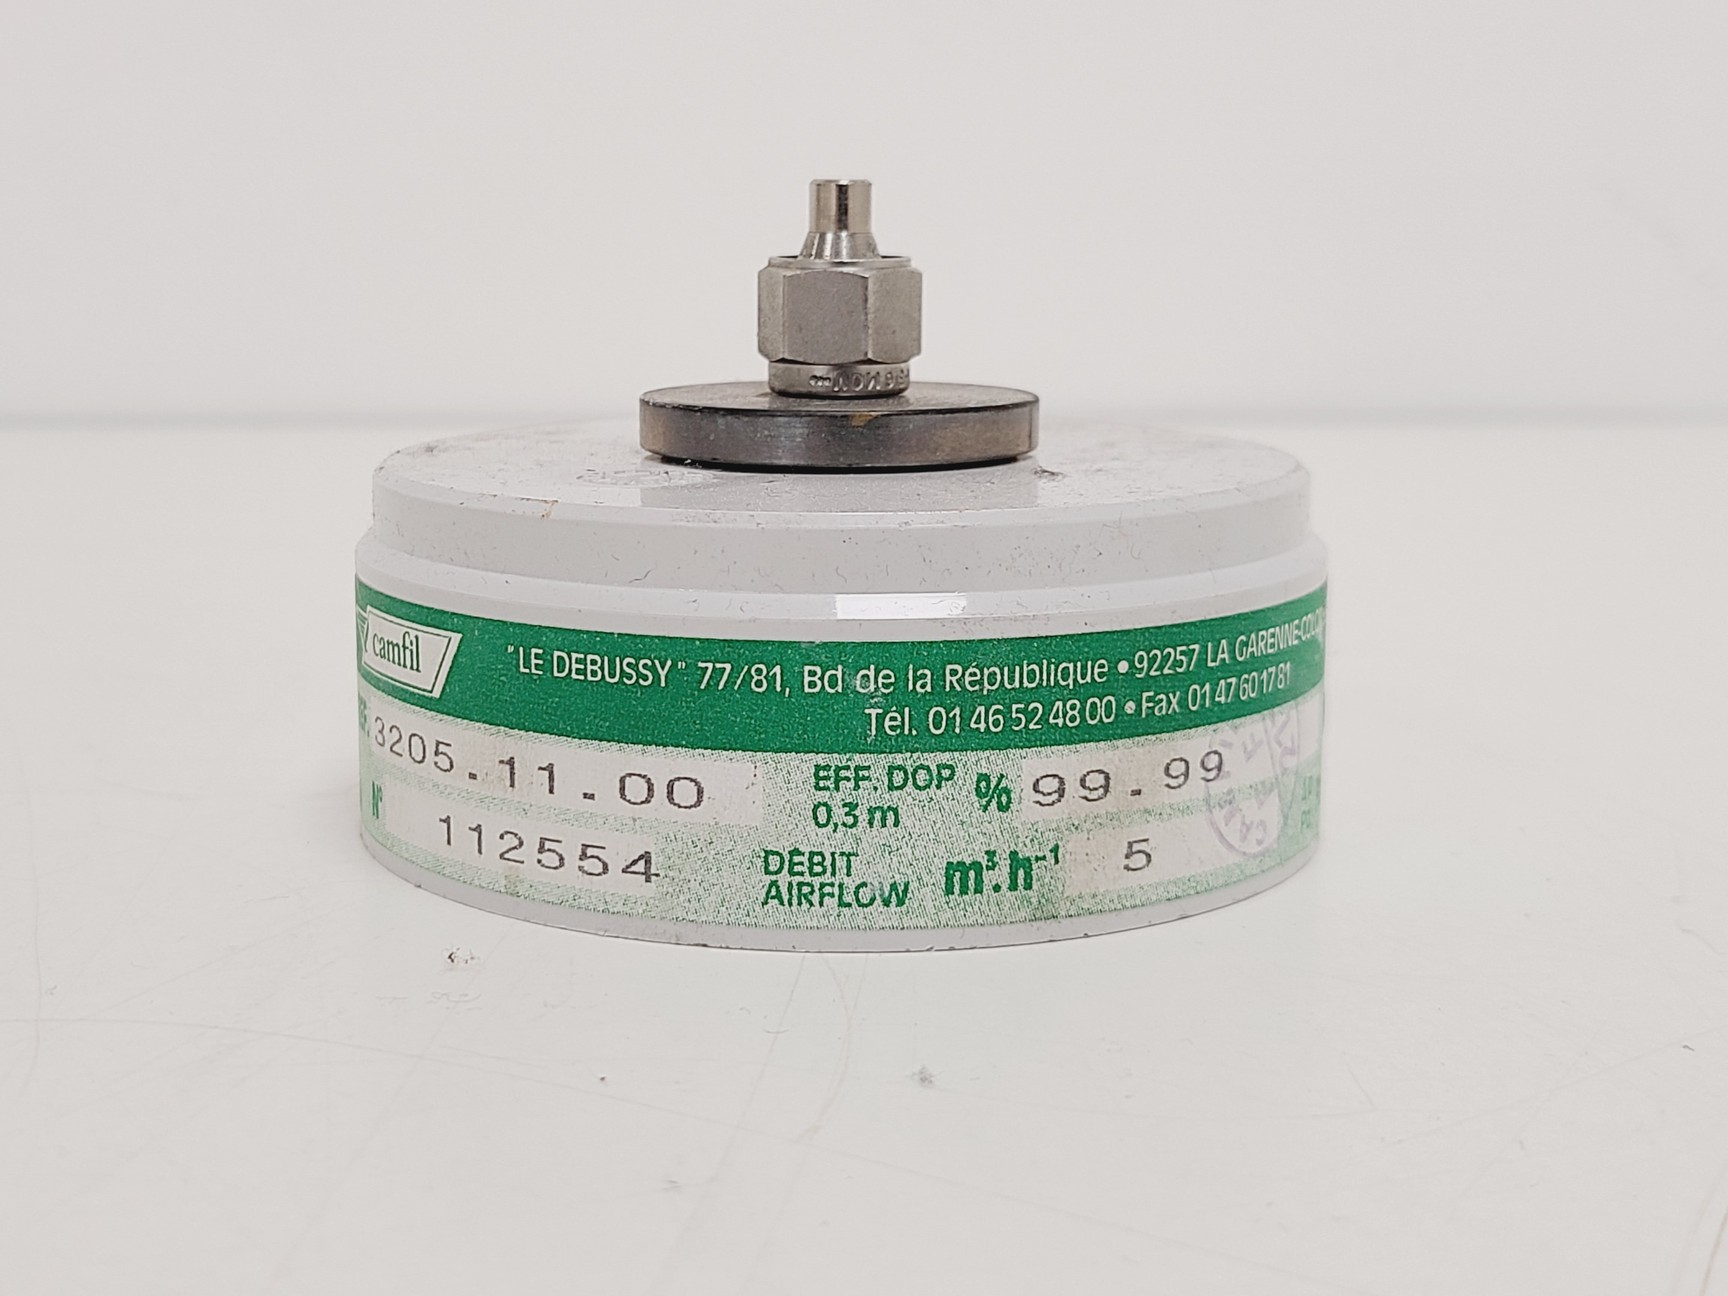 camfil
"LE DEBUSSY" 77/81, Bd de la République • 92257 LA GARENNE-COLO
Tél. 01 46 52 48 00 • Fax 01 47 60 17 81
3205.11.00
EFF. DOP % 99.99
0,3 m
N° 112554
DÉBIT
AIRFLOW m³.h⁻¹ 5